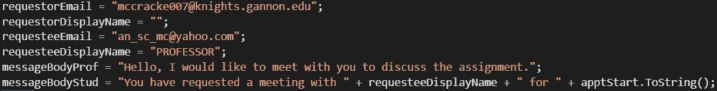 requestorEmail = "mccracke007@knights.gannon.edu";
requestorDisplayName = "";
requesteeEmail = "an_sc_mc@yahoo.com";
requesteeDisplayName = "PROFESSOR";
messageBodyProf = "Hello, I would like to meet with you to discuss the assignment.";
messageBodyStud = "You have requested a meeting with " + requesteeDisplayName + " for " + apptStart.ToString();